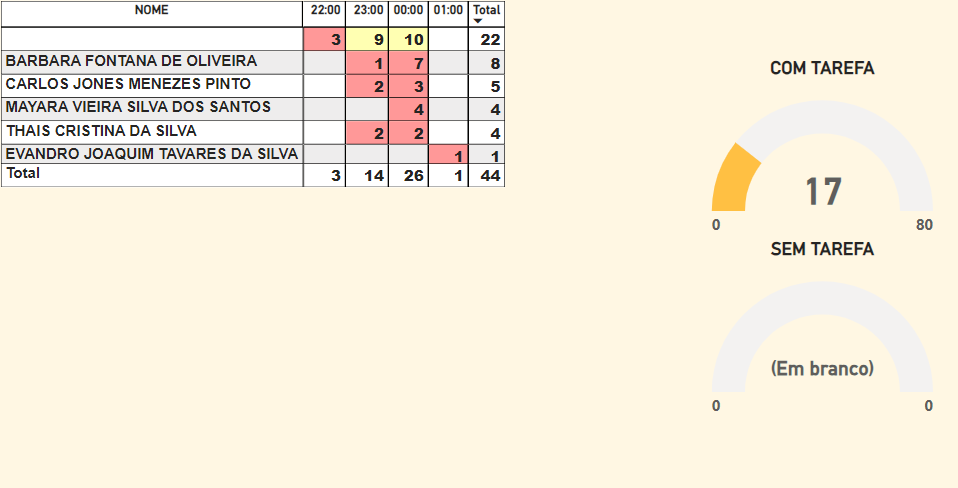 NOME 22:00 23:00 00:00 01:00 Total
3 9 10 22
BARBARA FONTANA DE OLIVEIRA 1 7 8
CARLOS JONES MENEZES PINTO 2 3 5
MAYARA VIEIRA SILVA DOS SANTOS 4 4
THAIS CRISTINA DA SILVA 2 2 4
EVANDRO JOAQUIM TAVARES DA SILVA 1 1
Total 3 14 26 1 44
COM TAREFA
17
0 80
SEM TAREFA
(Em branco)
0 0